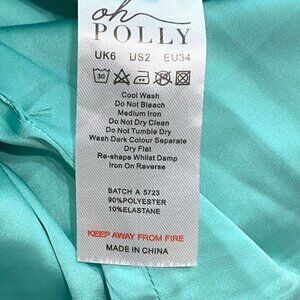 oh
POLLY
UK6 US2 EU34
30
Cool Wash
Do Not Bleach
Medium Iron
Do Not Dry Clean
Do Not Tumble Dry
Wash Dark Colour Separate
Dry Flat
Re-shape Whilst Damp
Iron On Reverse
BATCH A 5723
90%POLYESTER
10%ELASTANE
KEEP AWAY FROM FIRE
MADE IN CHINA